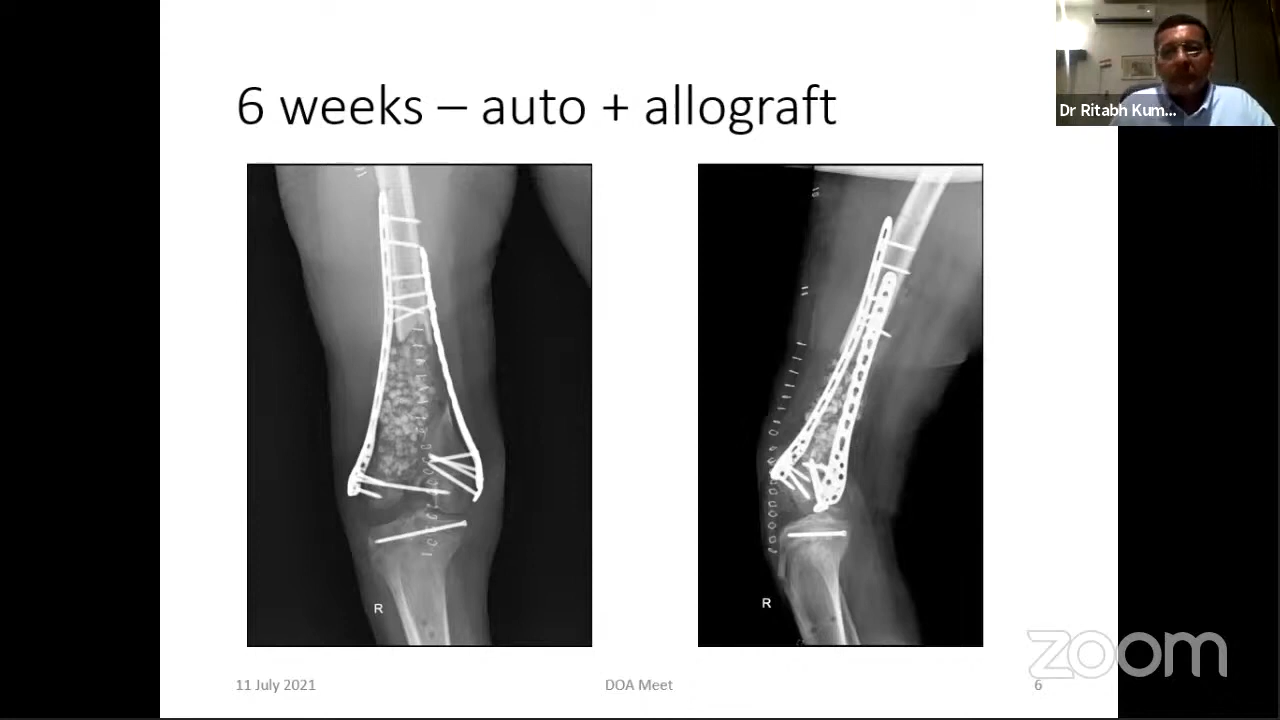 6 weeks – auto + allograft
Dr Ritabh Kum...
R
R
11 July 2021
DOA Meet
6
zoom